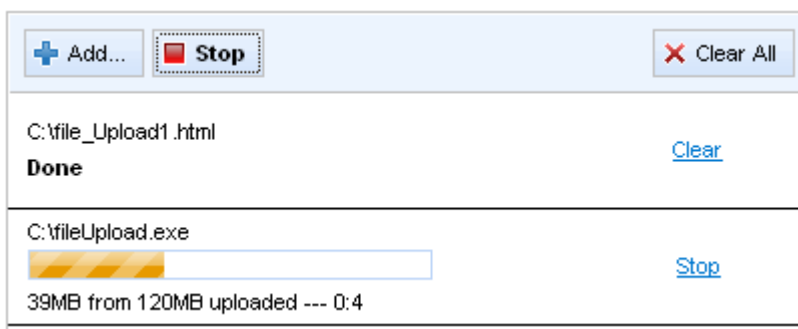 Add... Stop Clear All
C:\file_Upload1.html
Clear
Done
C:\fileUpload.exe
Stop
39MB from 120MB uploaded --- 0:4